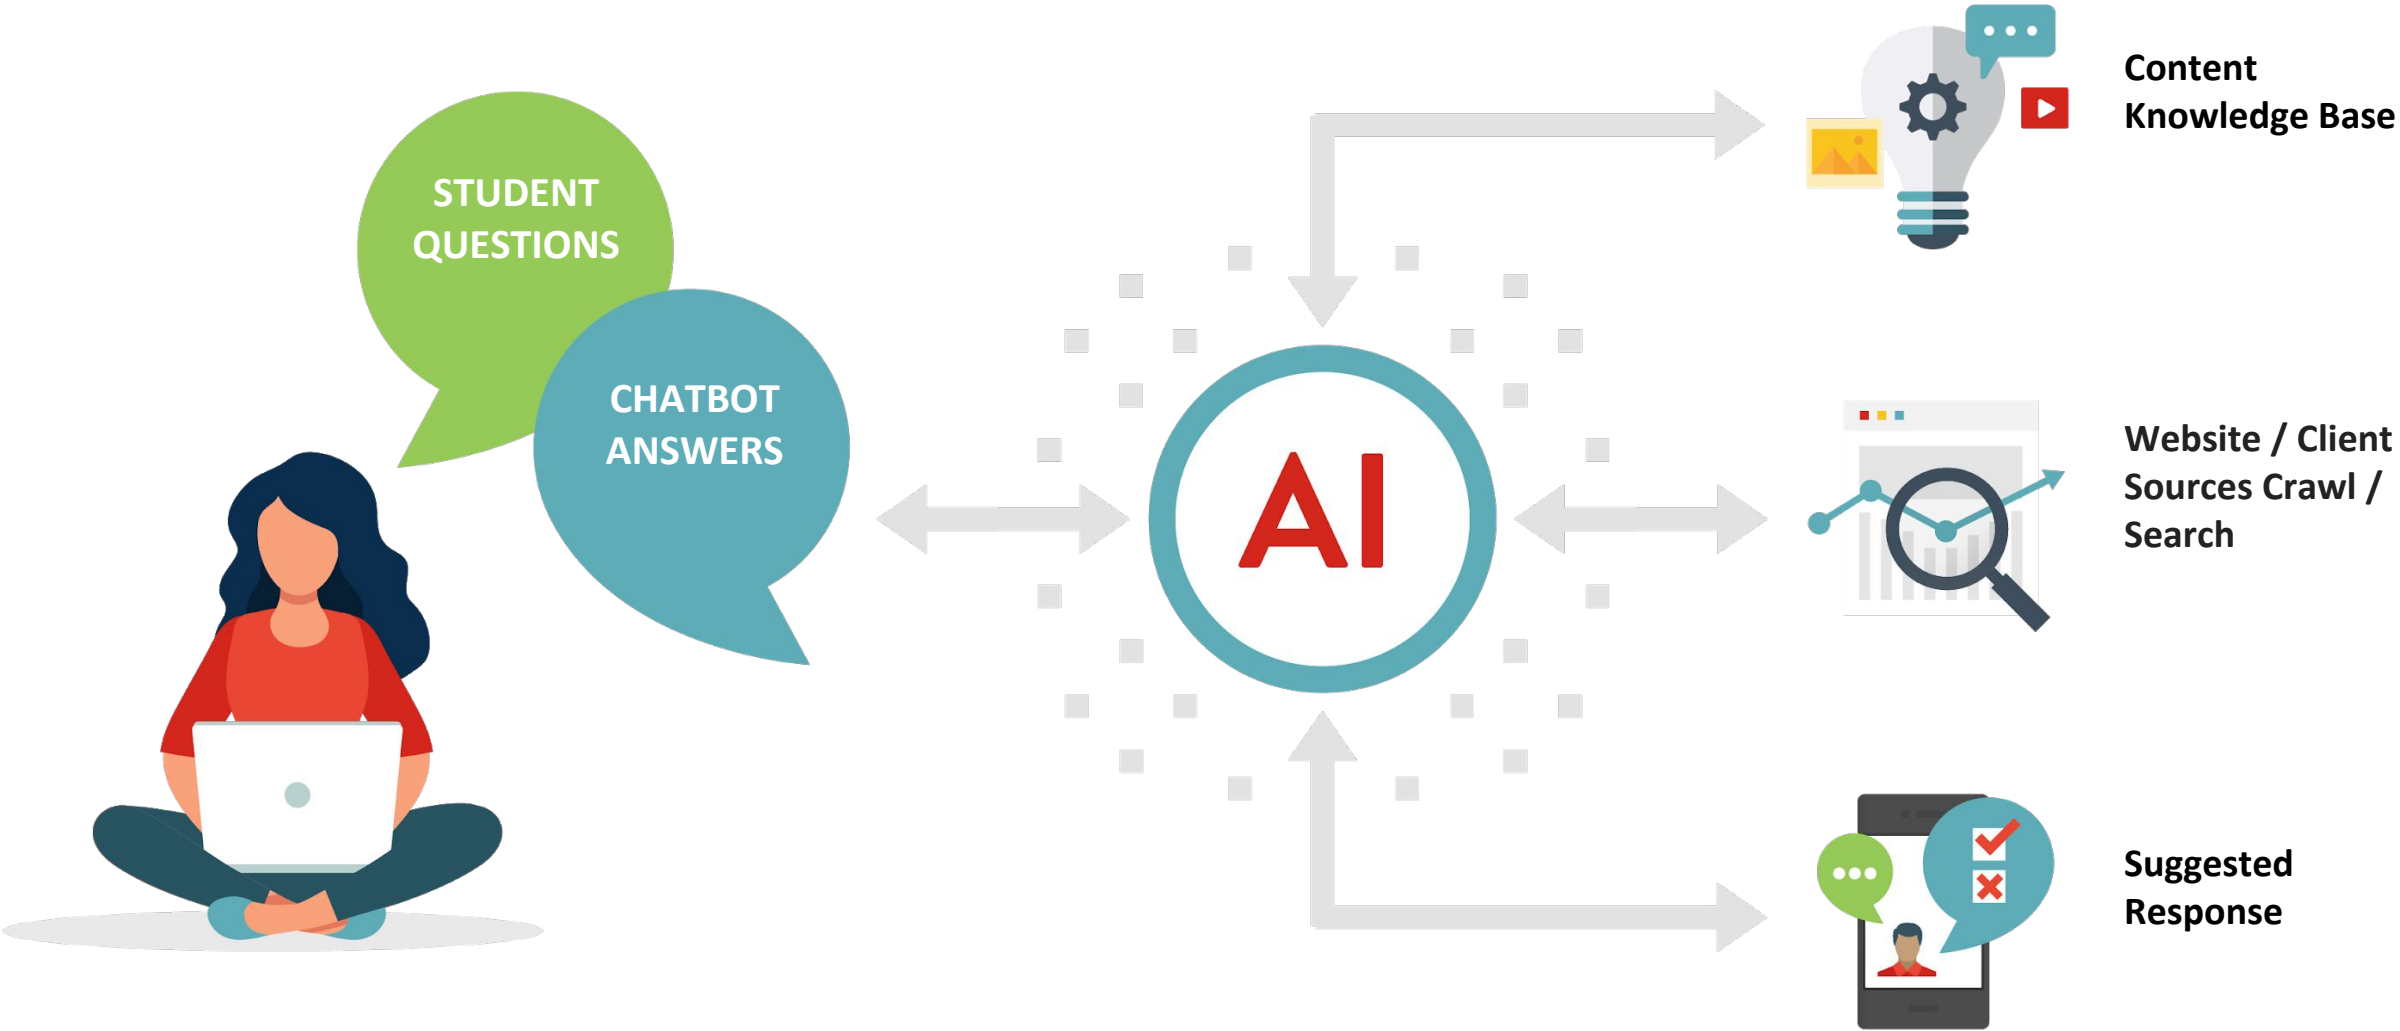 STUDENT
QUESTIONS
CHATBOT
ANSWERS
AI
Content
Knowledge Base
Website / Client
Sources Crawl /
Search
Suggested
Response